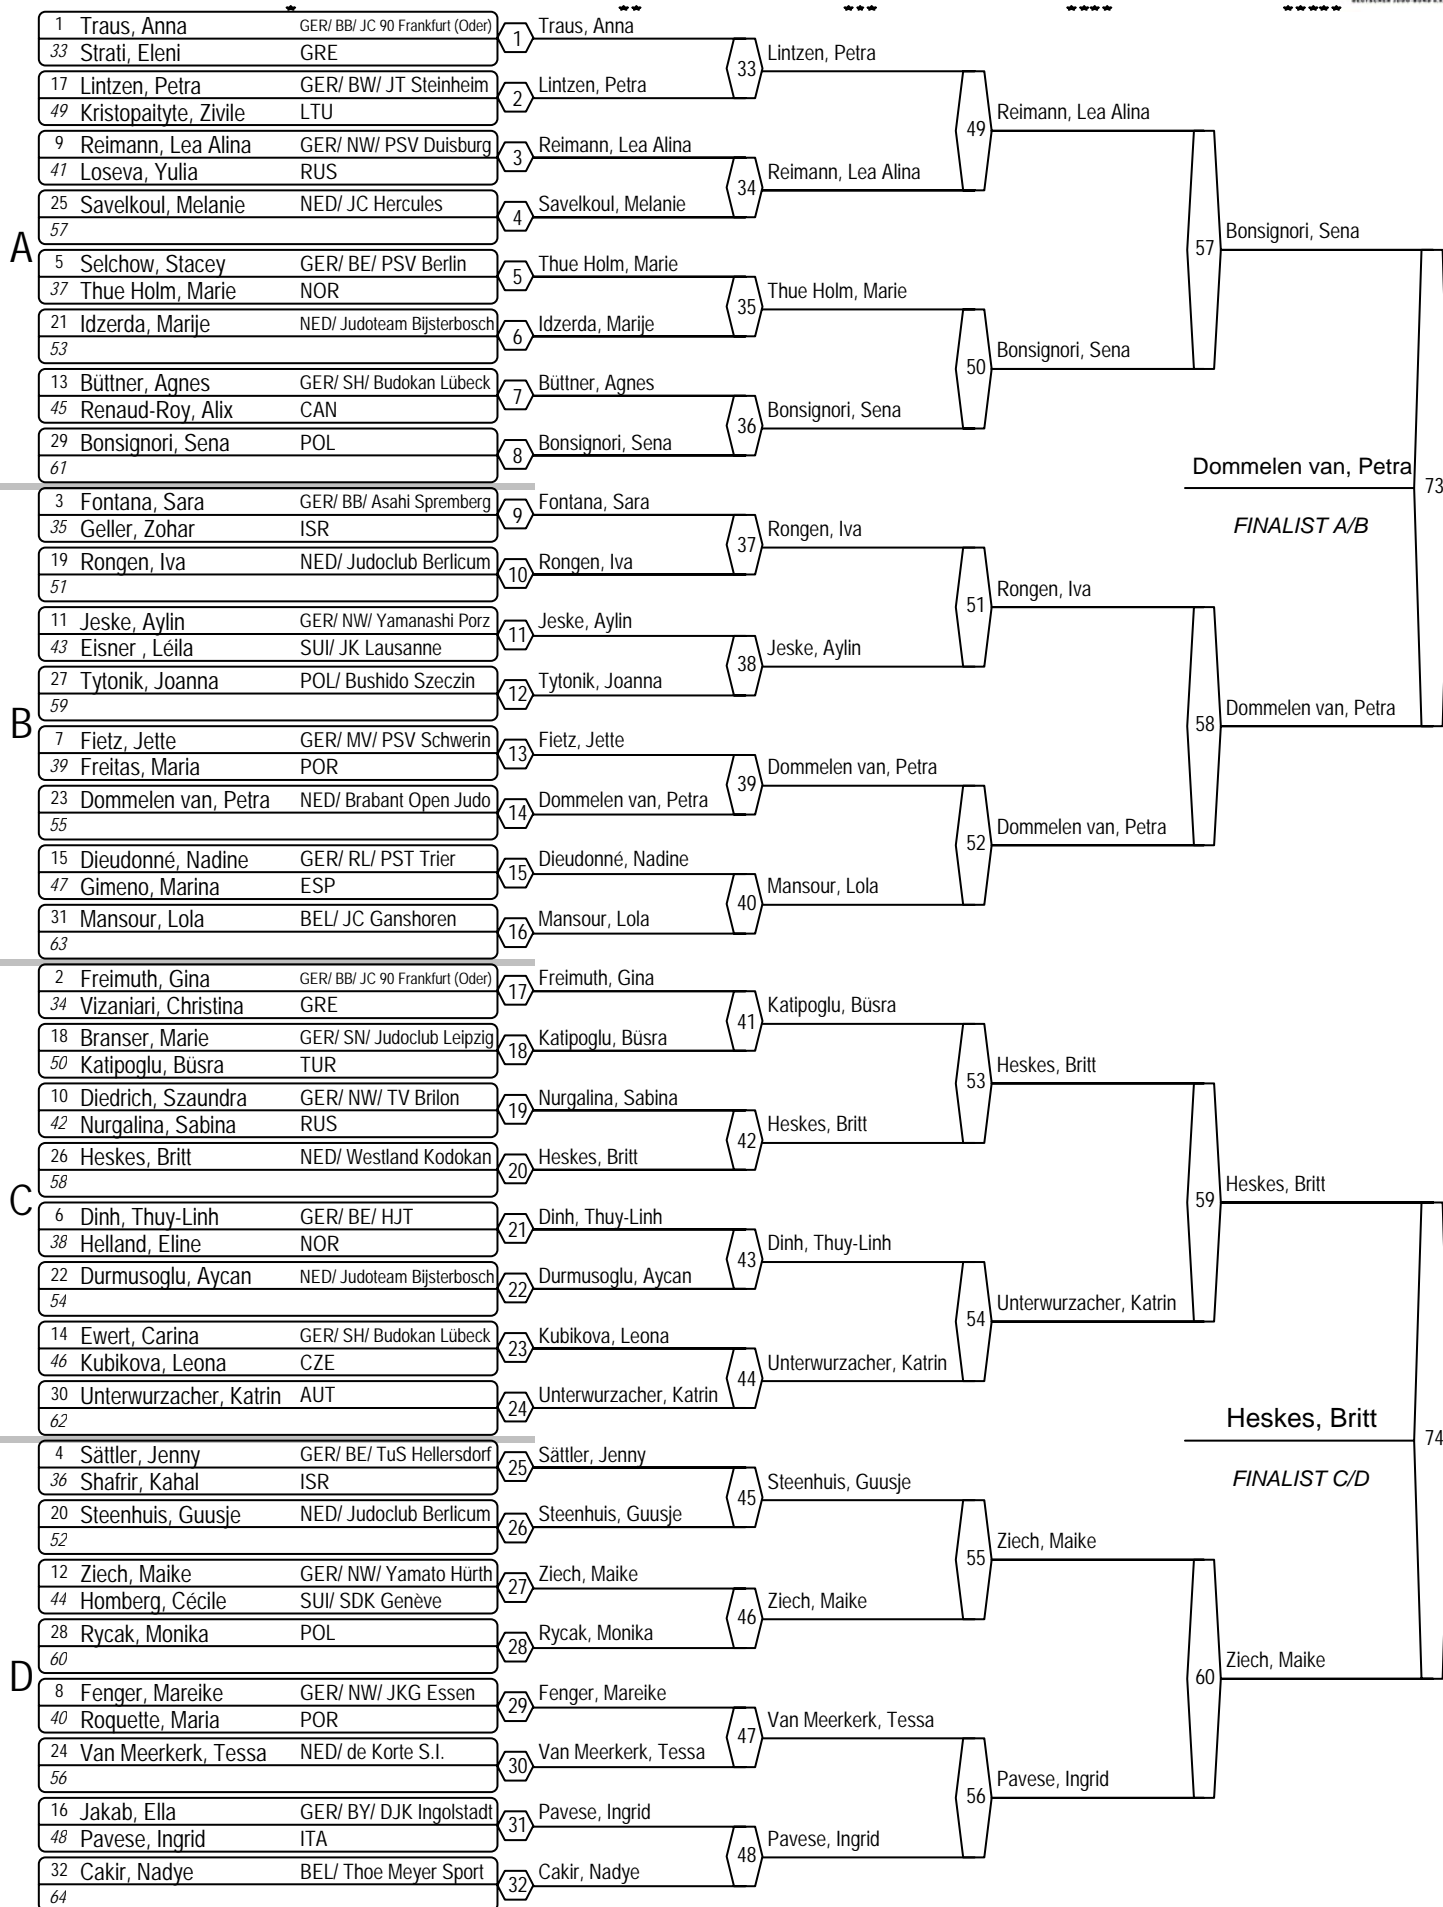 * ** *** **** *****
A
1 Traus, Anna GER/ BB/ JC 90 Frankfurt (Oder)
33 Strati, Eleni GRE
17 Lintzen, Petra GER/ BW/ JT Steinheim
49 Kristopaityte, Zivile LTU
9 Reimann, Lea Alina GER/ NW/ PSV Duisburg
41 Loseva, Yulia RUS
25 Savelkoul, Melanie NED/ JC Hercules
57
5 Selchow, Stacey GER/ BE/ PSV Berlin
37 Thue Holm, Marie NOR
21 Idzerda, Marije NED/ Judoteam Bijsterbosch
53
13 Büttner, Agnes GER/ SH/ Budokan Lübeck
45 Renaud-Roy, Alix CAN
29 Bonsignori, Sena POL
61
B
3 Fontana, Sara GER/ BB/ Asahi Spremberg
35 Geller, Zohar ISR
19 Rongen, Iva NED/ Judoclub Berlicum
51
11 Jeske, Aylin GER/ NW/ Yamanashi Porz
43 Eisner , Léila SUI/ JK Lausanne
27 Tytonik, Joanna POL/ Bushido Szeczin
59
7 Fietz, Jette GER/ MV/ PSV Schwerin
39 Freitas, Maria POR
23 Dommelen van, Petra NED/ Brabant Open Judo
55
15 Dieudonné, Nadine GER/ RL/ PST Trier
47 Gimeno, Marina ESP
31 Mansour, Lola BEL/ JC Ganshoren
63
C
2 Freimuth, Gina GER/ BB/ JC 90 Frankfurt (Oder)
34 Vizaniari, Christina GRE
18 Branser, Marie GER/ SN/ Judoclub Leipzig
50 Katipoglu, Büsra TUR
10 Diedrich, Szaundra GER/ NW/ TV Brilon
42 Nurgalina, Sabina RUS
26 Heskes, Britt NED/ Westland Kodokan
58
6 Dinh, Thuy-Linh GER/ BE/ HJT
38 Helland, Eline NOR
22 Durmusoglu, Aycan NED/ Judoteam Bijsterbosch
54
14 Ewert, Carina GER/ SH/ Budokan Lübeck
46 Kubikova, Leona CZE
30 Unterwurzacher, Katrin AUT
62
D
4 Sättler, Jenny GER/ BE/ TuS Hellersdorf
36 Shafrir, Kahal ISR
20 Steenhuis, Guusje NED/ Judoclub Berlicum
52
12 Ziech, Maike GER/ NW/ Yamato Hürth
44 Homberg, Cécile SUI/ SDK Genève
28 Rycak, Monika POL
60
8 Fenger, Mareike GER/ NW/ JKG Essen
40 Roquette, Maria POR
24 Van Meerkerk, Tessa NED/ de Korte S.I.
56
16 Jakab, Ella GER/ BY/ DJK Ingolstadt
48 Pavese, Ingrid ITA
32 Cakir, Nadye BEL/ Thoe Meyer Sport
64
1 Traus, Anna
2 Lintzen, Petra
3 Reimann, Lea Alina
4 Savelkoul, Melanie
5 Thue Holm, Marie
6 Idzerda, Marije
7 Büttner, Agnes
8 Bonsignori, Sena
9 Fontana, Sara
10 Rongen, Iva
11 Jeske, Aylin
12 Tytonik, Joanna
13 Fietz, Jette
14 Dommelen van, Petra
15 Dieudonné, Nadine
16 Mansour, Lola
17 Freimuth, Gina
18 Katipoglu, Büsra
19 Nurgalina, Sabina
20 Heskes, Britt
21 Dinh, Thuy-Linh
22 Durmusoglu, Aycan
23 Kubikova, Leona
24 Unterwurzacher, Katrin
25 Sättler, Jenny
26 Steenhuis, Guusje
27 Ziech, Maike
28 Rycak, Monika
29 Fenger, Mareike
30 Van Meerkerk, Tessa
31 Pavese, Ingrid
32 Cakir, Nadye
33 Lintzen, Petra
34 Reimann, Lea Alina
35 Thue Holm, Marie
36 Bonsignori, Sena
37 Rongen, Iva
38 Jeske, Aylin
39 Dommelen van, Petra
40 Mansour, Lola
41 Katipoglu, Büsra
42 Heskes, Britt
43 Dinh, Thuy-Linh
44 Unterwurzacher, Katrin
45 Steenhuis, Guusje
46 Ziech, Maike
47 Van Meerkerk, Tessa
48 Pavese, Ingrid
49 Reimann, Lea Alina
50 Bonsignori, Sena
51 Rongen, Iva
52 Dommelen van, Petra
53 Heskes, Britt
54 Unterwurzacher, Katrin
55 Ziech, Maike
56 Pavese, Ingrid
57 Bonsignori, Sena
58 Dommelen van, Petra
59 Heskes, Britt
60 Ziech, Maike
Dommelen van, Petra
73
FINALIST A/B
Heskes, Britt
74
FINALIST C/D